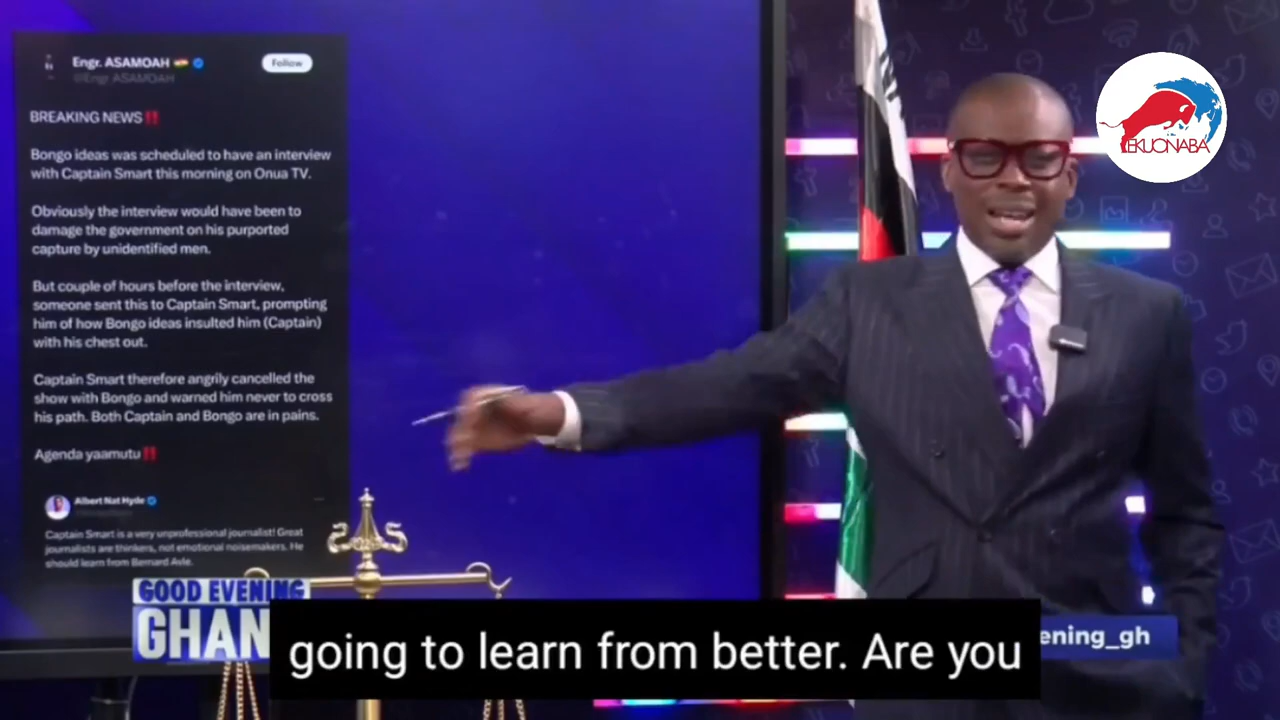 Engr. ASAMOAH
@Engr_ASAMOAH
Follow
BREAKING NEWS‼️
Bongo ideas was scheduled to have an interview
with Captain Smart this morning on Onua TV.
Obviously the interview would have been to
damage the government on his purported
capture by unidentified men.
But couple of hours before the interview,
someone sent this to Captain Smart, prompting
him of how Bongo ideas insulted him (Captain)
with his chest out.
Captain Smart therefore angrily cancelled the
show with Bongo and warned him never to cross
his path. Both Captain and Bongo are in pains.
Agenda yaamutu‼️
Albert Nat Hyde
Captain Smart is a very unprofessional journalist! Great
journalists are thinkers, not emotional noisemakers. He
should learn from Bernard Avle.
EKUONABA
GOOD EVENING
GHAN
ening_gh
going to learn from better. Are you